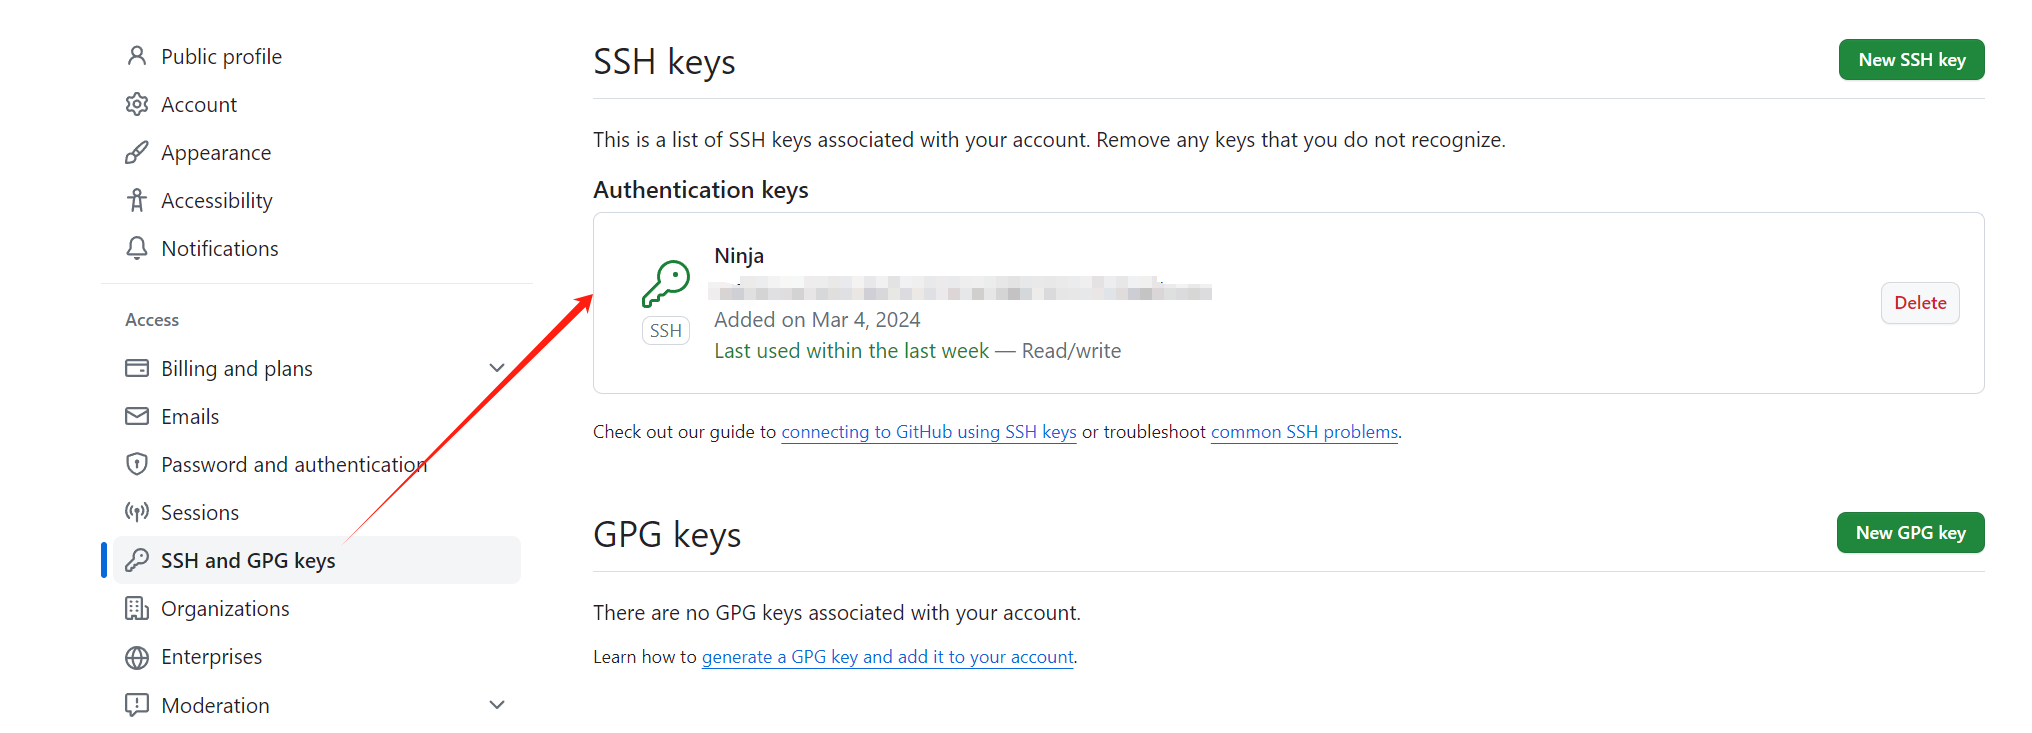 Public profile
Account
Appearance
Accessibility
Notifications
Access
Billing and plans
Emails
Password and authentication
Sessions
SSH and GPG keys
Organizations
Enterprises
Moderation
SSH keys
New SSH key
This is a list of SSH keys associated with your account. Remove any keys that you do not recognize.
Authentication keys
Ninja
SSH
Added on Mar 4, 2024
Last used within the last week — Read/write
Delete
Check out our guide to connecting to GitHub using SSH keys or troubleshoot common SSH problems.
GPG keys
New GPG key
There are no GPG keys associated with your account.
Learn how to generate a GPG key and add it to your account.